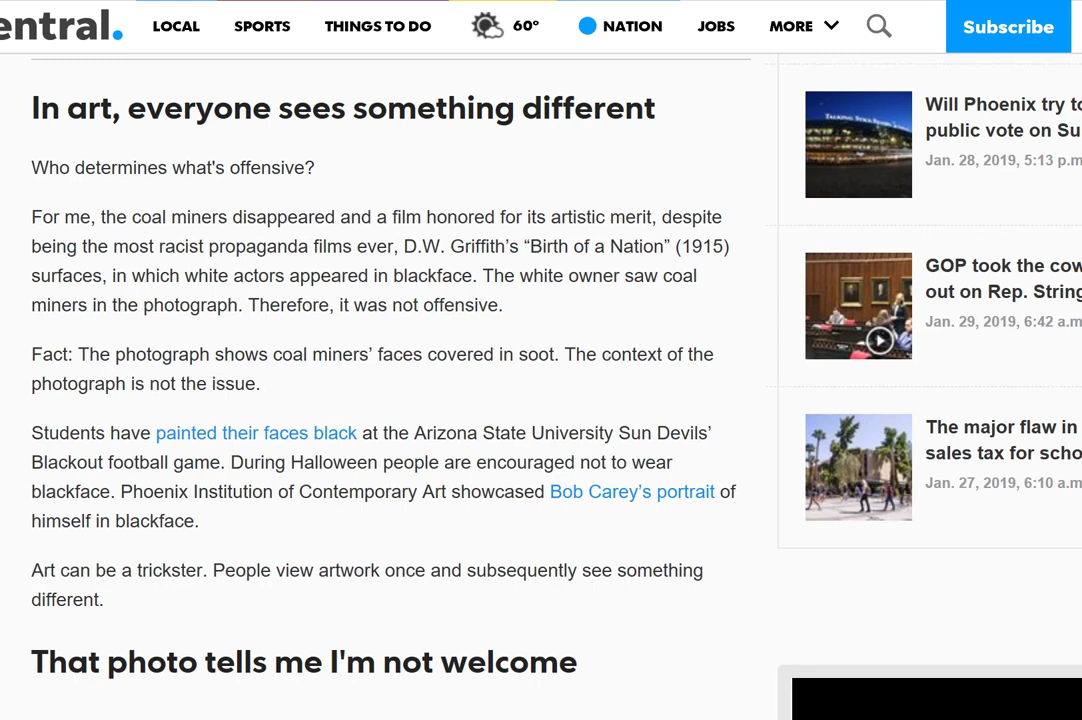 entral.
LOCAL SPORTS THINGS TO DO 60° NATION JOBS MORE Subscribe
In art, everyone sees something different
Who determines what's offensive?
For me, the coal miners disappeared and a film honored for its artistic merit, despite
being the most racist propaganda films ever, D.W. Griffith’s “Birth of a Nation” (1915)
surfaces, in which white actors appeared in blackface. The white owner saw coal
miners in the photograph. Therefore, it was not offensive.
Fact: The photograph shows coal miners’ faces covered in soot. The context of the
photograph is not the issue.
Students have painted their faces black at the Arizona State University Sun Devils’
Blackout football game. During Halloween people are encouraged not to wear
blackface. Phoenix Institution of Contemporary Art showcased Bob Carey’s portrait of
himself in blackface.
Art can be a trickster. People view artwork once and subsequently see something
different.
That photo tells me I'm not welcome
Will Phoenix try to
public vote on Su
Jan. 28, 2019, 5:13 p.m
GOP took the cow
out on Rep. String
Jan. 29, 2019, 6:42 a.m
The major flaw in
sales tax for scho
Jan. 27, 2019, 6:10 a.m